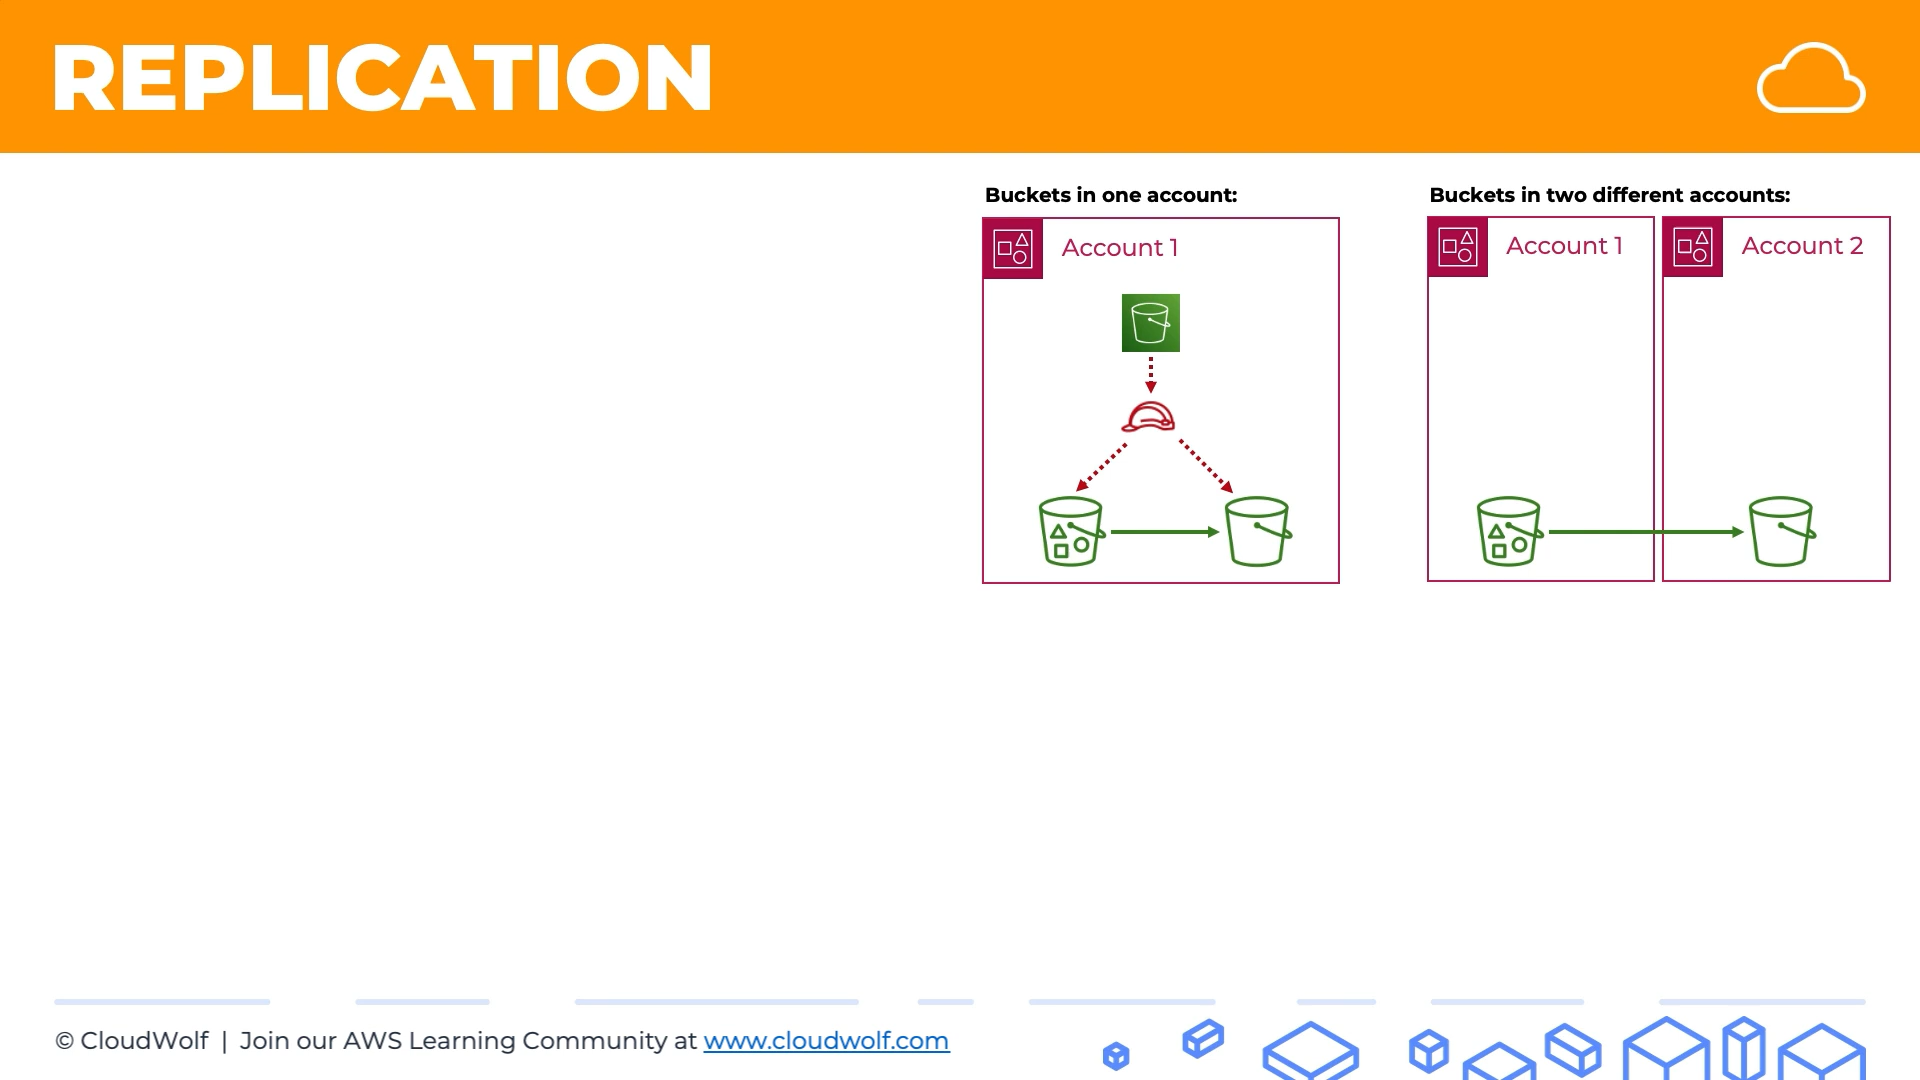 REPLICATION
Buckets in one account:
Account 1
Buckets in two different accounts:
Account 1
Account 2
© CloudWolf | Join our AWS Learning Community at www.cloudwolf.com